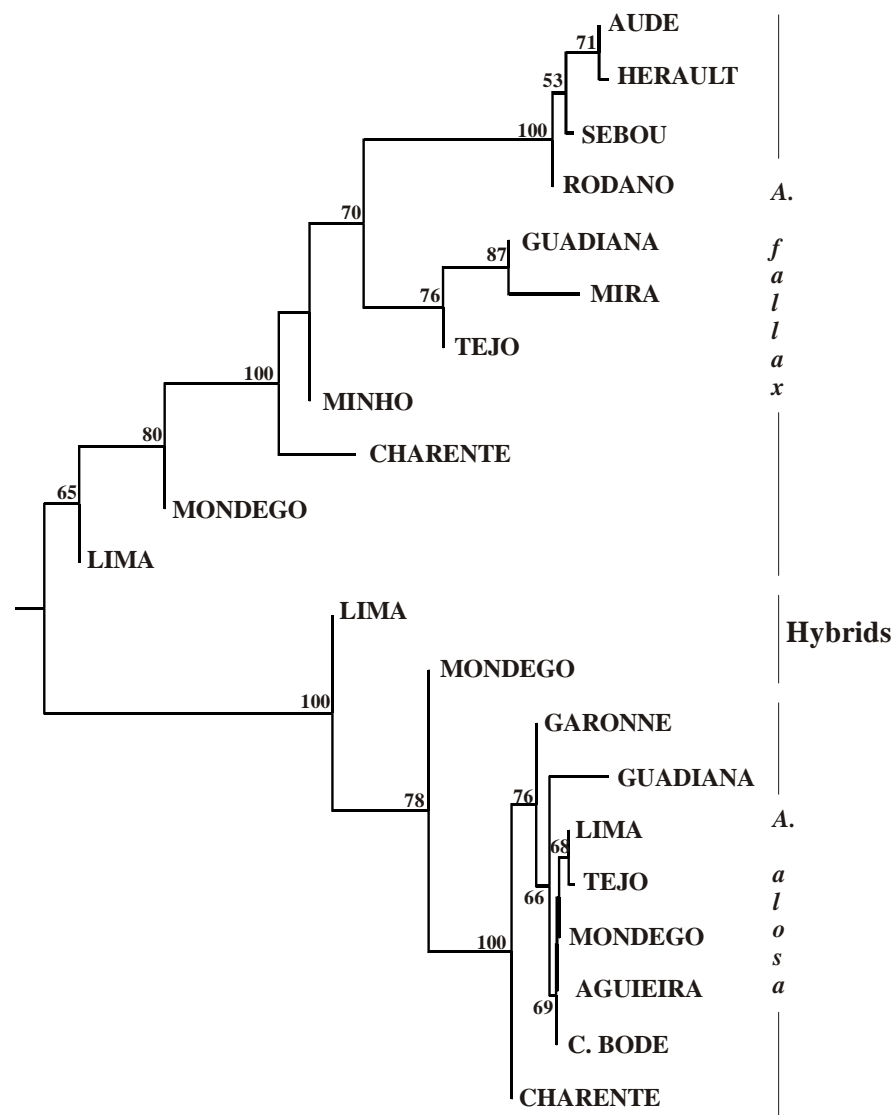 AUDE
71
HERAULT
53
SEBOU
100
RODANO
A.
70
GUADIANA
f
87
a
MIRA
76
l
l
TEJO
a
100
x
MINHO
80
CHARENTE
65
MONDEGO
LIMA
LIMA
Hybrids
MONDEGO
100
GARONNE
GUADIANA
78
76
A.
LIMA
68
a
TEJO
66
l
MONDEGO
o
100
s
AGUIEIRA
a
69
C. BODE
CHARENTE